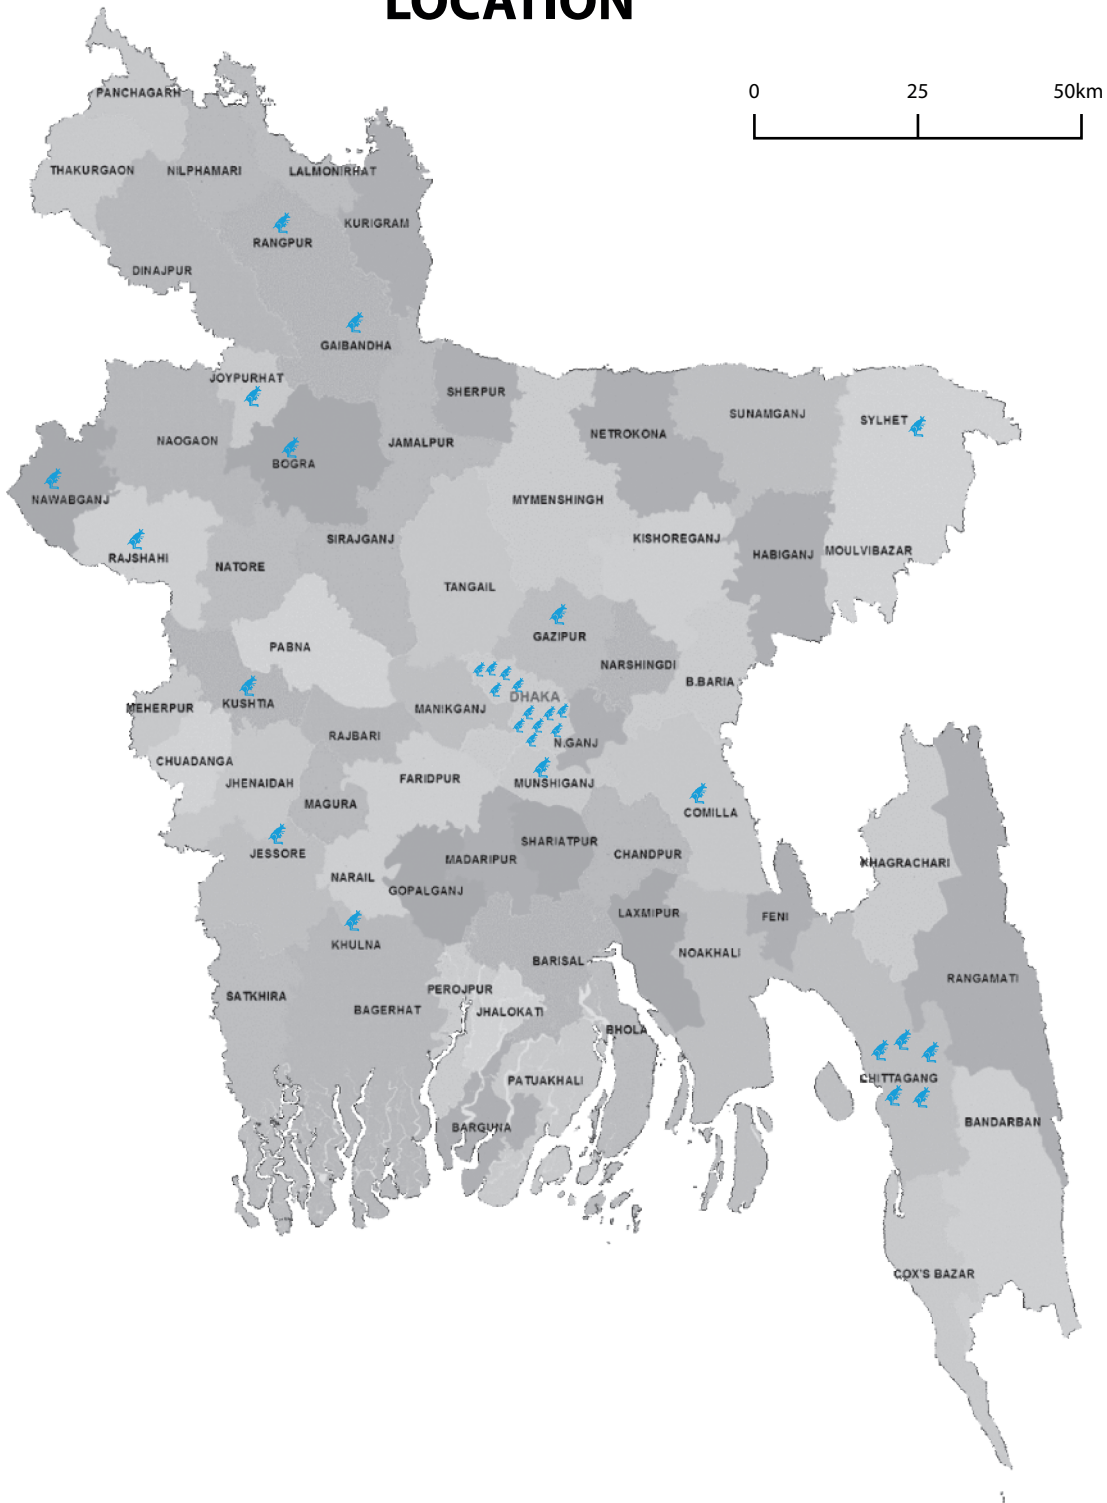 LOCATION
0 25 50km
PANCHAGARH
THAKURGAON NILPHAMARI LALMONIRHAT
KURIGRAM
RANGPUR
DINAJPUR
GAIBANDHA
JOYPURHAT
SHERPUR
SUNAMGANJ
SYLHET
NETROKONA
NAOGAON
JAMALPUR
BOGRA
NAWABGANJ
MYMENSHINGH
SIRAJGANJ
KISHOREGANJ
HABIGANJ
MOULVIBAZAR
RAJSHAHI
NATORE
TANGAIL
GAZIPUR
PABNA
NARSHINGDI
B.BARIA
DHAKA
KUSHTIA
MEHERPUR
MANIKGANJ
RAJBARI
N.GANJ
CHUADANGA
FARIDPUR
JHENAIDAH
MUNSHIGANJ
MAGURA
COMILLA
SHARIATPUR
JESSORE
CHANDPUR
MADARIPUR
KHAGRACHARI
NARAIL
GOPALGANJ
LAXMIPUR
FENI
KHULNA
NOAKHALI
BARISAL
RANGAMATI
PEROJPUR
SATKHIRA
BAGERHAT
JHALOKATI
BHOLA
CHITTAGANG
PATUAKHALI
BANDARBAN
BARGUNA
COX'S BAZAR